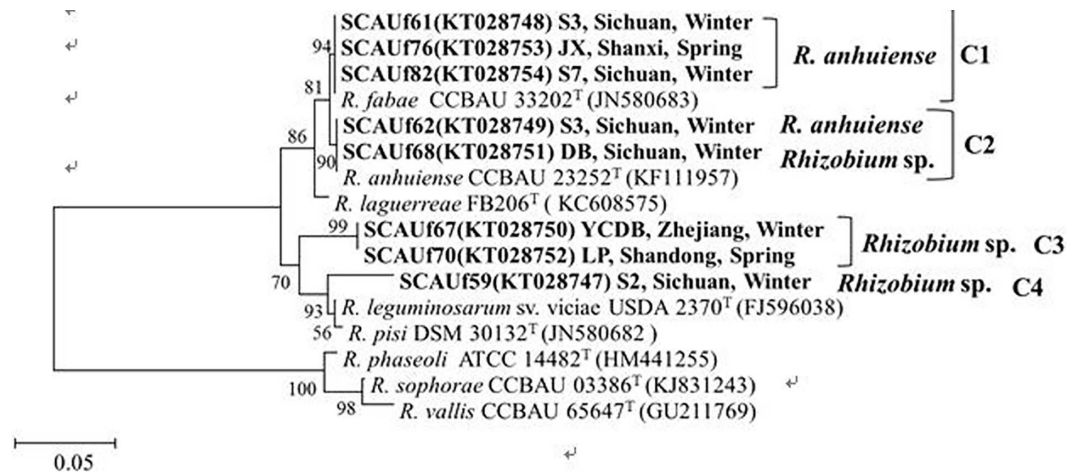 SCAUf61(KT028748) S3, Sichuan, Winter
94 SCAUf76(KT028753) JX, Shanxi, Spring R. anhuiense C1
SCAUf82(KT028754) S7, Sichuan, Winter
81 R. fabae CCBAU 33202ᵀ (JN580683)
SCAUf62(KT028749) S3, Sichuan, Winter R. anhuiense
86 C2
90 SCAUf68(KT028751) DB, Sichuan, Winter Rhizobium sp.
R. anhuiense CCBAU 23252ᵀ (KF111957)
R. laguerreae FB206ᵀ ( KC608575)
99 SCAUf67(KT028750) YCDB, Zhejiang, Winter
Rhizobium sp. C3
SCAUf70(KT028752) LP, Shandong, Spring
70 SCAUf59(KT028747) S2, Sichuan, Winter Rhizobium sp. C4
93 R. leguminosarum sv. viciae USDA 2370ᵀ (FJ596038)
56 R. pisi DSM 30132ᵀ (JN580682 )
R. phaseoli ATCC 14482ᵀ (HM441255)
100 R. sophorae CCBAU 03386ᵀ (KJ831243)
98 R. vallis CCBAU 65647ᵀ (GU211769)
0.05